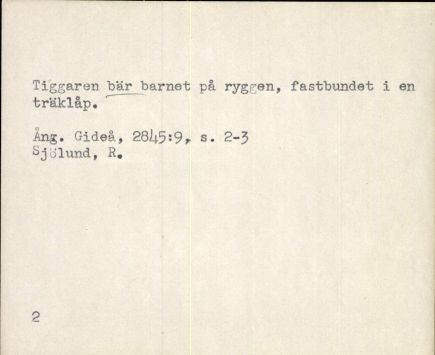 Tiggaren bär barnet på ryggen, fastbundet i en
träklåp.
Ång. Gideå, 2845:9, s. 2-3
Sjölund, R.
2